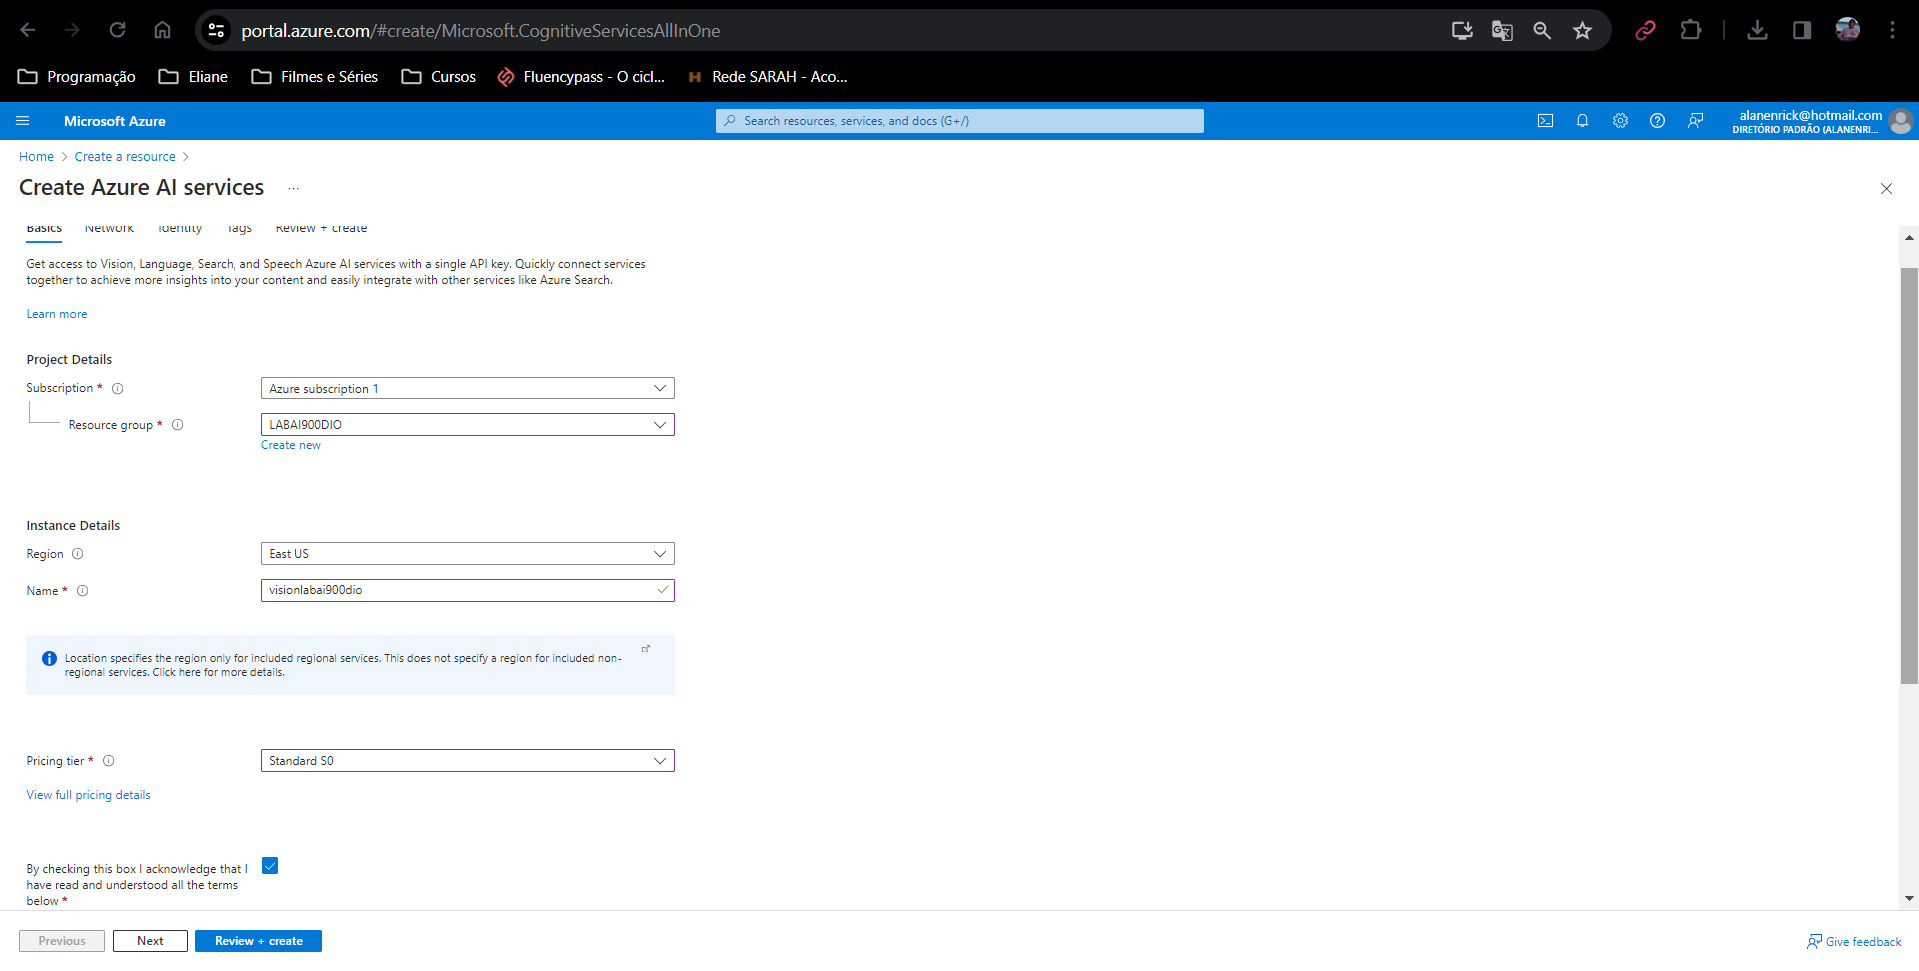 portal.azure.com/#create/Microsoft.CognitiveServicesAllInOne
Programação Eliane Filmes e Séries Cursos Fluencypass - O cicl... Rede SARAH - Aco...
Microsoft Azure
Search resources, services, and docs (G+/)
alanenrick@hotmail.com
DIRETÓRIO PADRÃO (ALANENRI...
Home > Create a resource >
Create Azure AI services ...
Basics Network Identity Tags Review + create
Get access to Vision, Language, Search, and Speech Azure AI services with a single API key. Quickly connect services
together to achieve more insights into your content and easily integrate with other services like Azure Search.
Learn more
Project Details
Subscription * Azure subscription 1
Resource group * LABAI900DIO
Create new
Instance Details
Region East US
Name * visionlabai900dio
Location specifies the region only for included regional services. This does not specify a region for included non-
regional services. Click here for more details.
Pricing tier * Standard S0
View full pricing details
By checking this box I acknowledge that I
have read and understood all the terms
below *
Previous Next Review + create
Give feedback